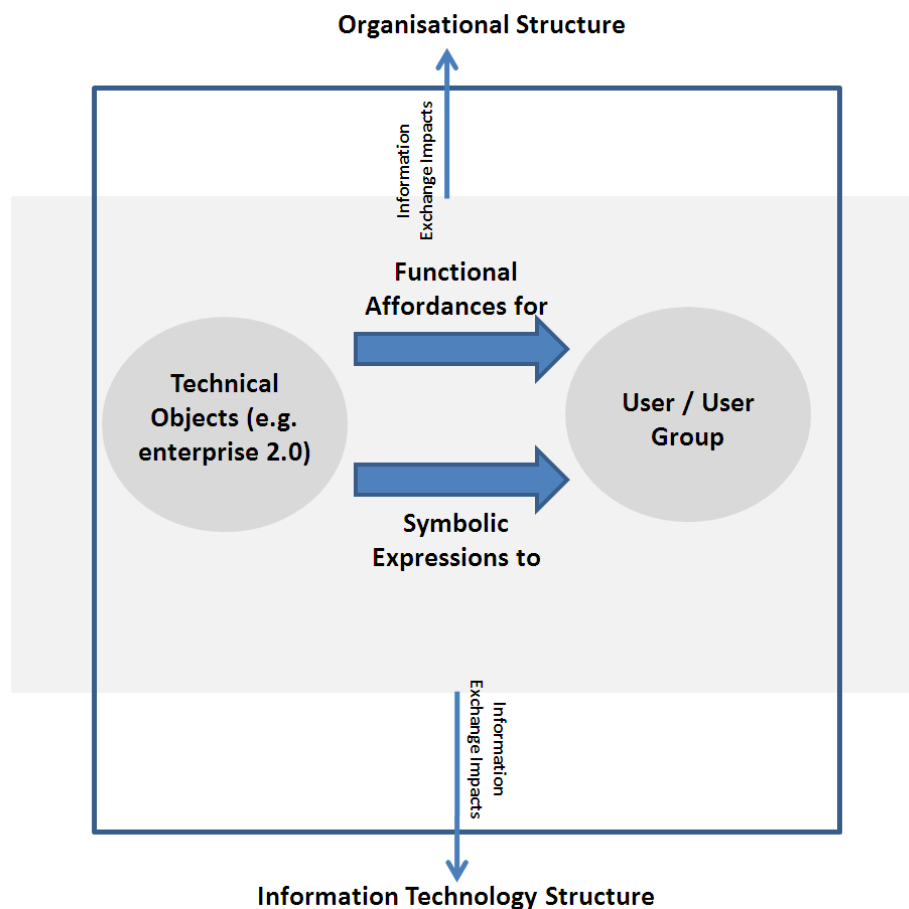 Organisational Structure
Information
Exchange Impacts
Functional
Affordances for
Technical
Objects (e.g.
enterprise 2.0)
User / User
Group
Symbolic
Expressions to
Information
Exchange Impacts
Information Technology Structure